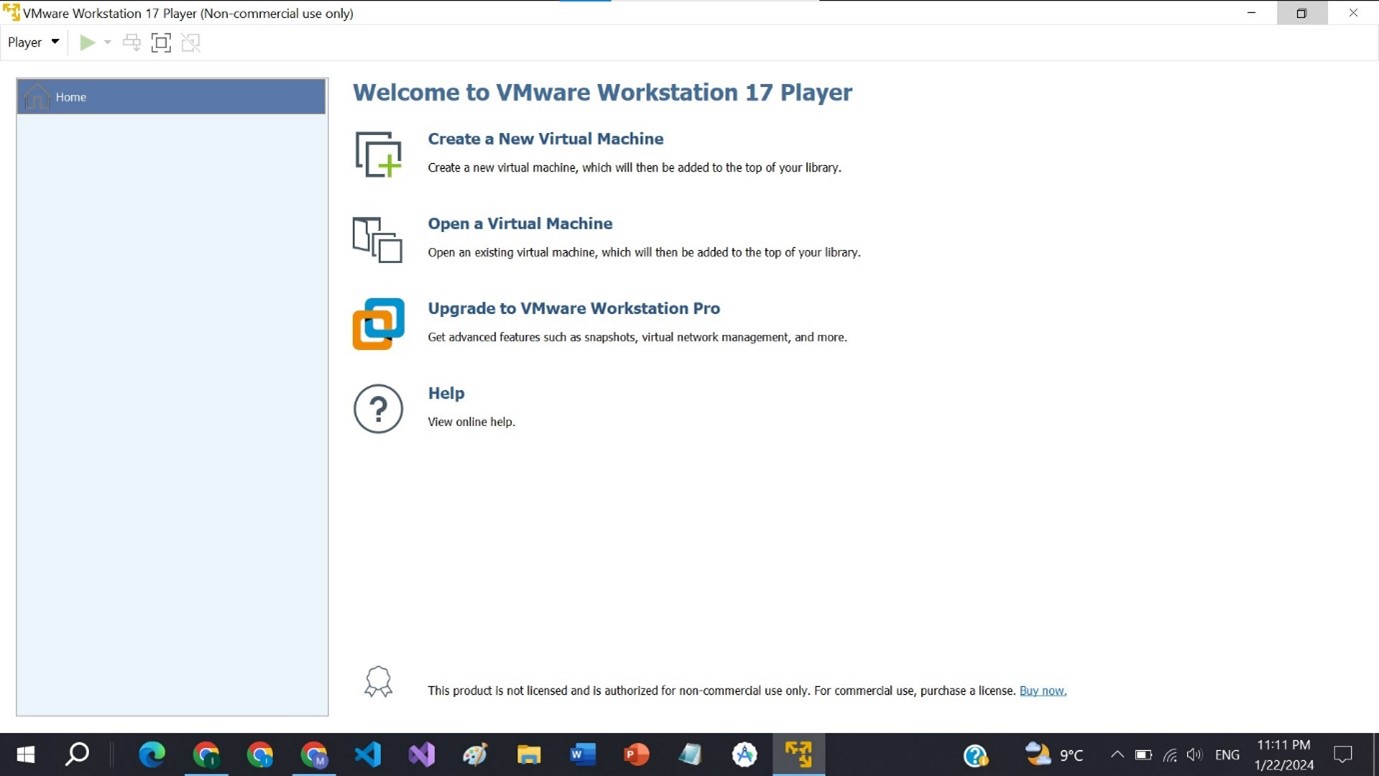 VMware Workstation 17 Player (Non-commercial use only)
Player
Home
Welcome to VMware Workstation 17 Player
Create a New Virtual Machine
Create a new virtual machine, which will then be added to the top of your library.
Open a Virtual Machine
Open an existing virtual machine, which will then be added to the top of your library.
Upgrade to VMware Workstation Pro
Get advanced features such as snapshots, virtual network management, and more.
?
Help
View online help.
This product is not licensed and is authorized for non-commercial use only. For commercial use, purchase a license. Buy now.
I
I
M
W
P
?
9°C
ENG
11:11 PM
1/22/2024